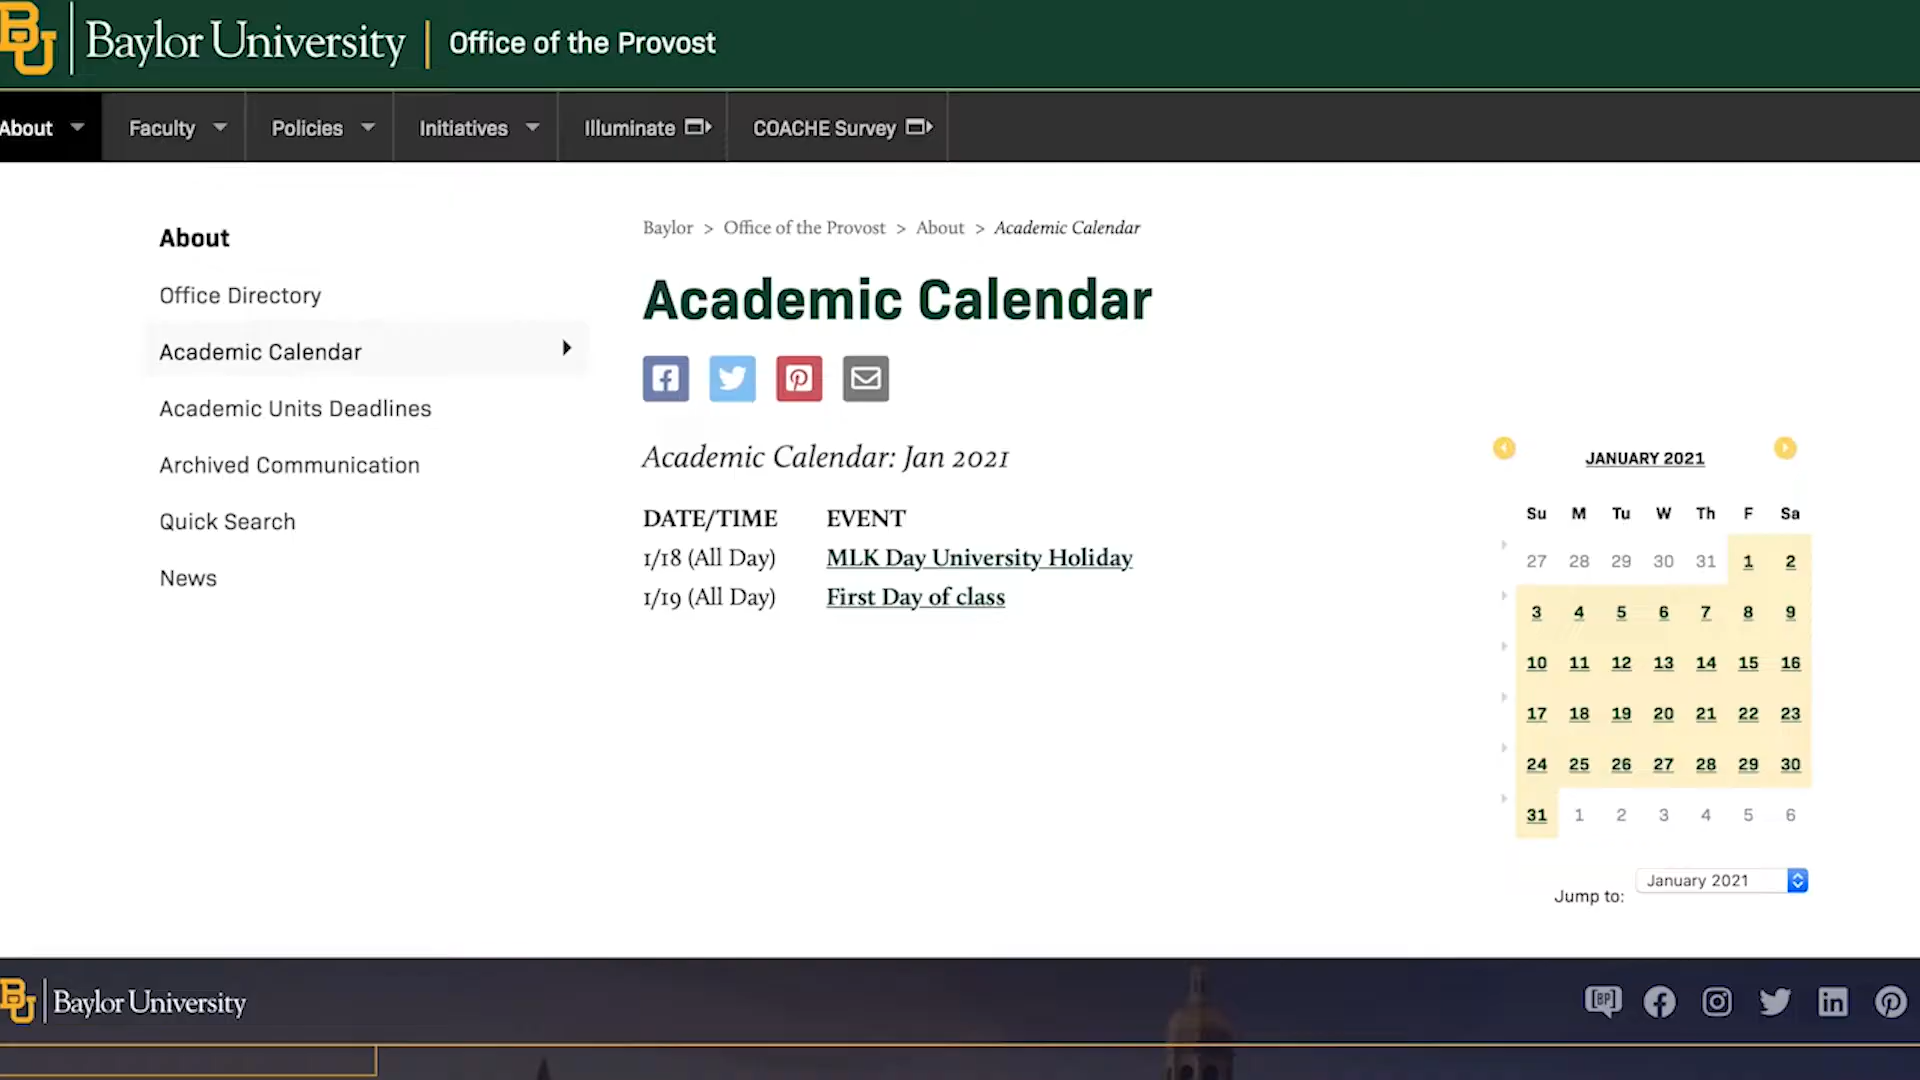 BU Baylor University Office of the Provost
About Faculty Policies Initiatives Illuminate COACHE Survey
About
Office Directory
Academic Calendar
Academic Units Deadlines
Archived Communication
Quick Search
News
Baylor > Office of the Provost > About > Academic Calendar
Academic Calendar
Academic Calendar: Jan 2021
DATE/TIME EVENT
1/18 (All Day) MLK Day University Holiday
1/19 (All Day) First Day of class
JANUARY 2021
Su M Tu W Th F Sa
27 28 29 30 31 1 2
3 4 5 6 7 8 9
10 11 12 13 14 15 16
17 18 19 20 21 22 23
24 25 26 27 28 29 30
31 1 2 3 4 5 6
Jump to: January 2021
BU Baylor University
[BP]